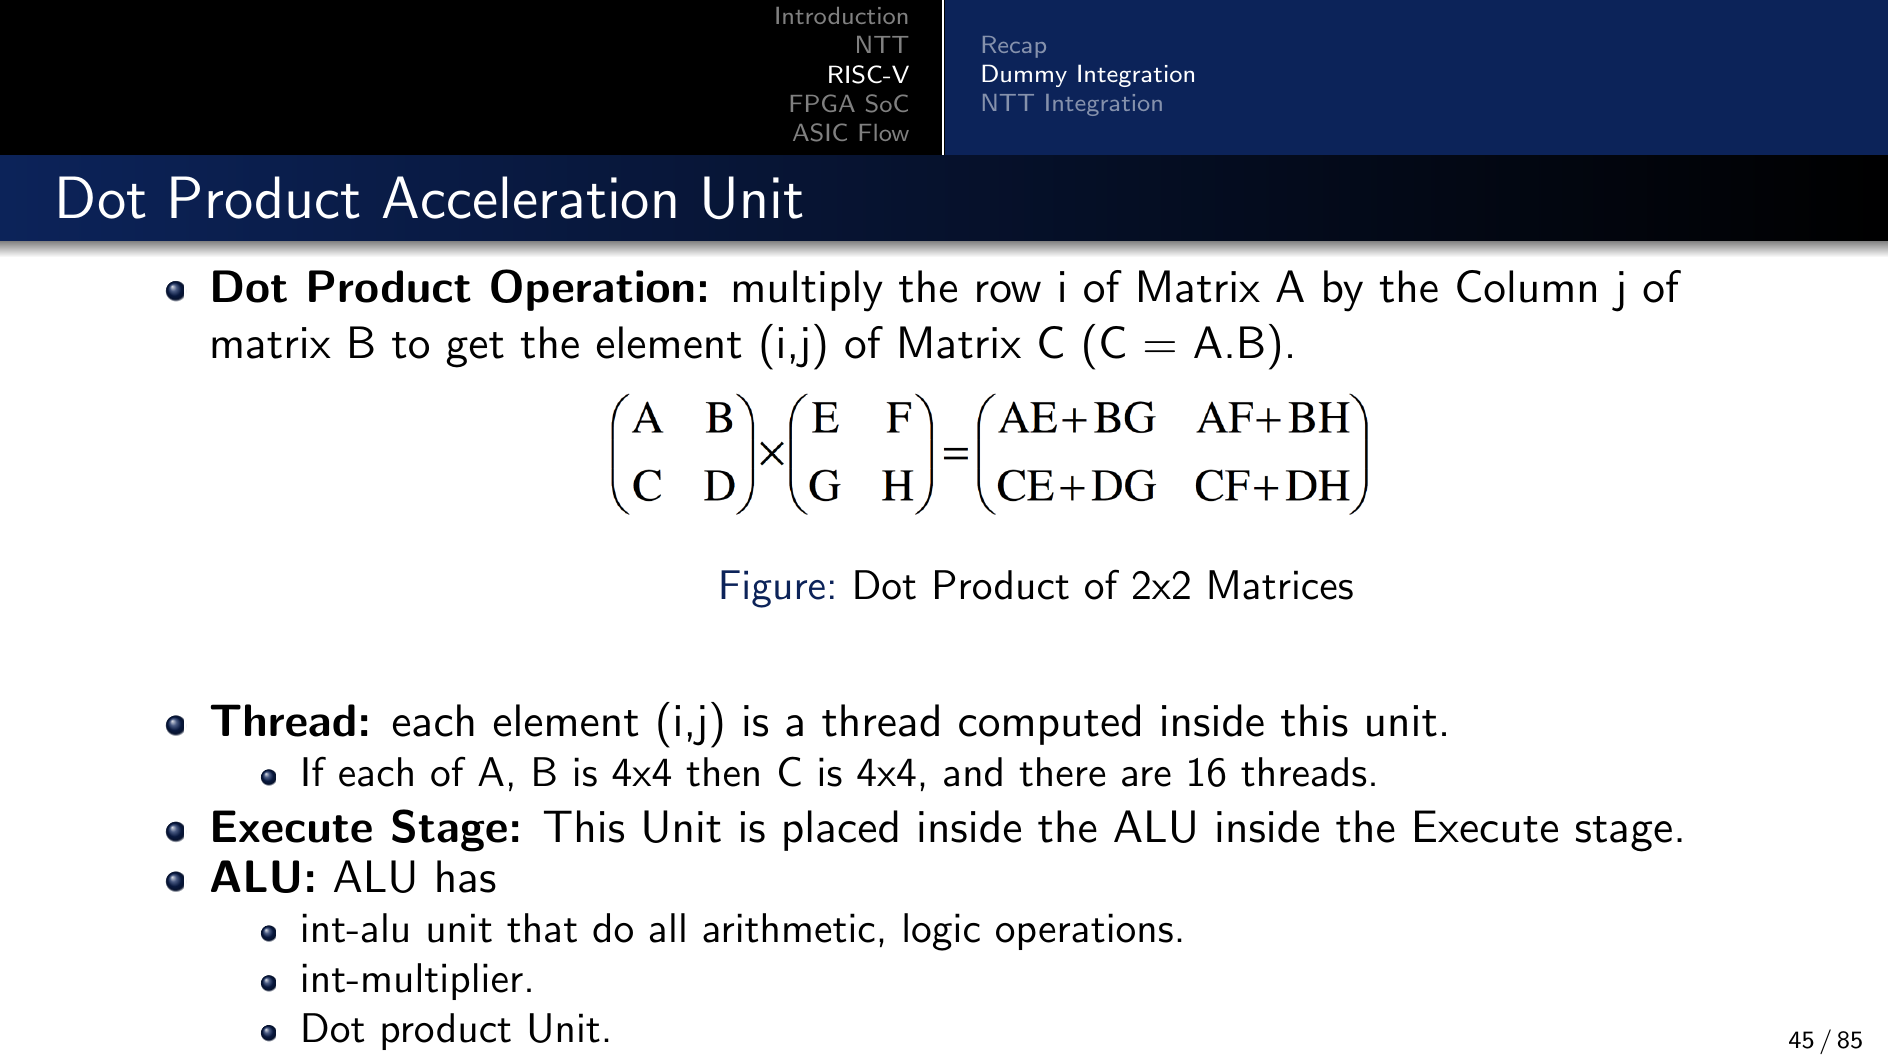 Introduction
NTT
RISC-V
FPGA SoC
ASIC Flow
Recap
Dummy Integration
NTT Integration
Dot Product Acceleration Unit
Dot Product Operation: multiply the row i of Matrix A by the Column j of
matrix B to get the element (i,j) of Matrix C (C = A.B).
A B E F AE+BG AF+BH
× =
C D G H CE+DG CF+DH
Figure: Dot Product of 2x2 Matrices
Thread: each element (i,j) is a thread computed inside this unit.
If each of A, B is 4x4 then C is 4x4, and there are 16 threads.
Execute Stage: This Unit is placed inside the ALU inside the Execute stage.
ALU: ALU has
int-alu unit that do all arithmetic, logic operations.
int-multiplier.
Dot product Unit.
45 / 85